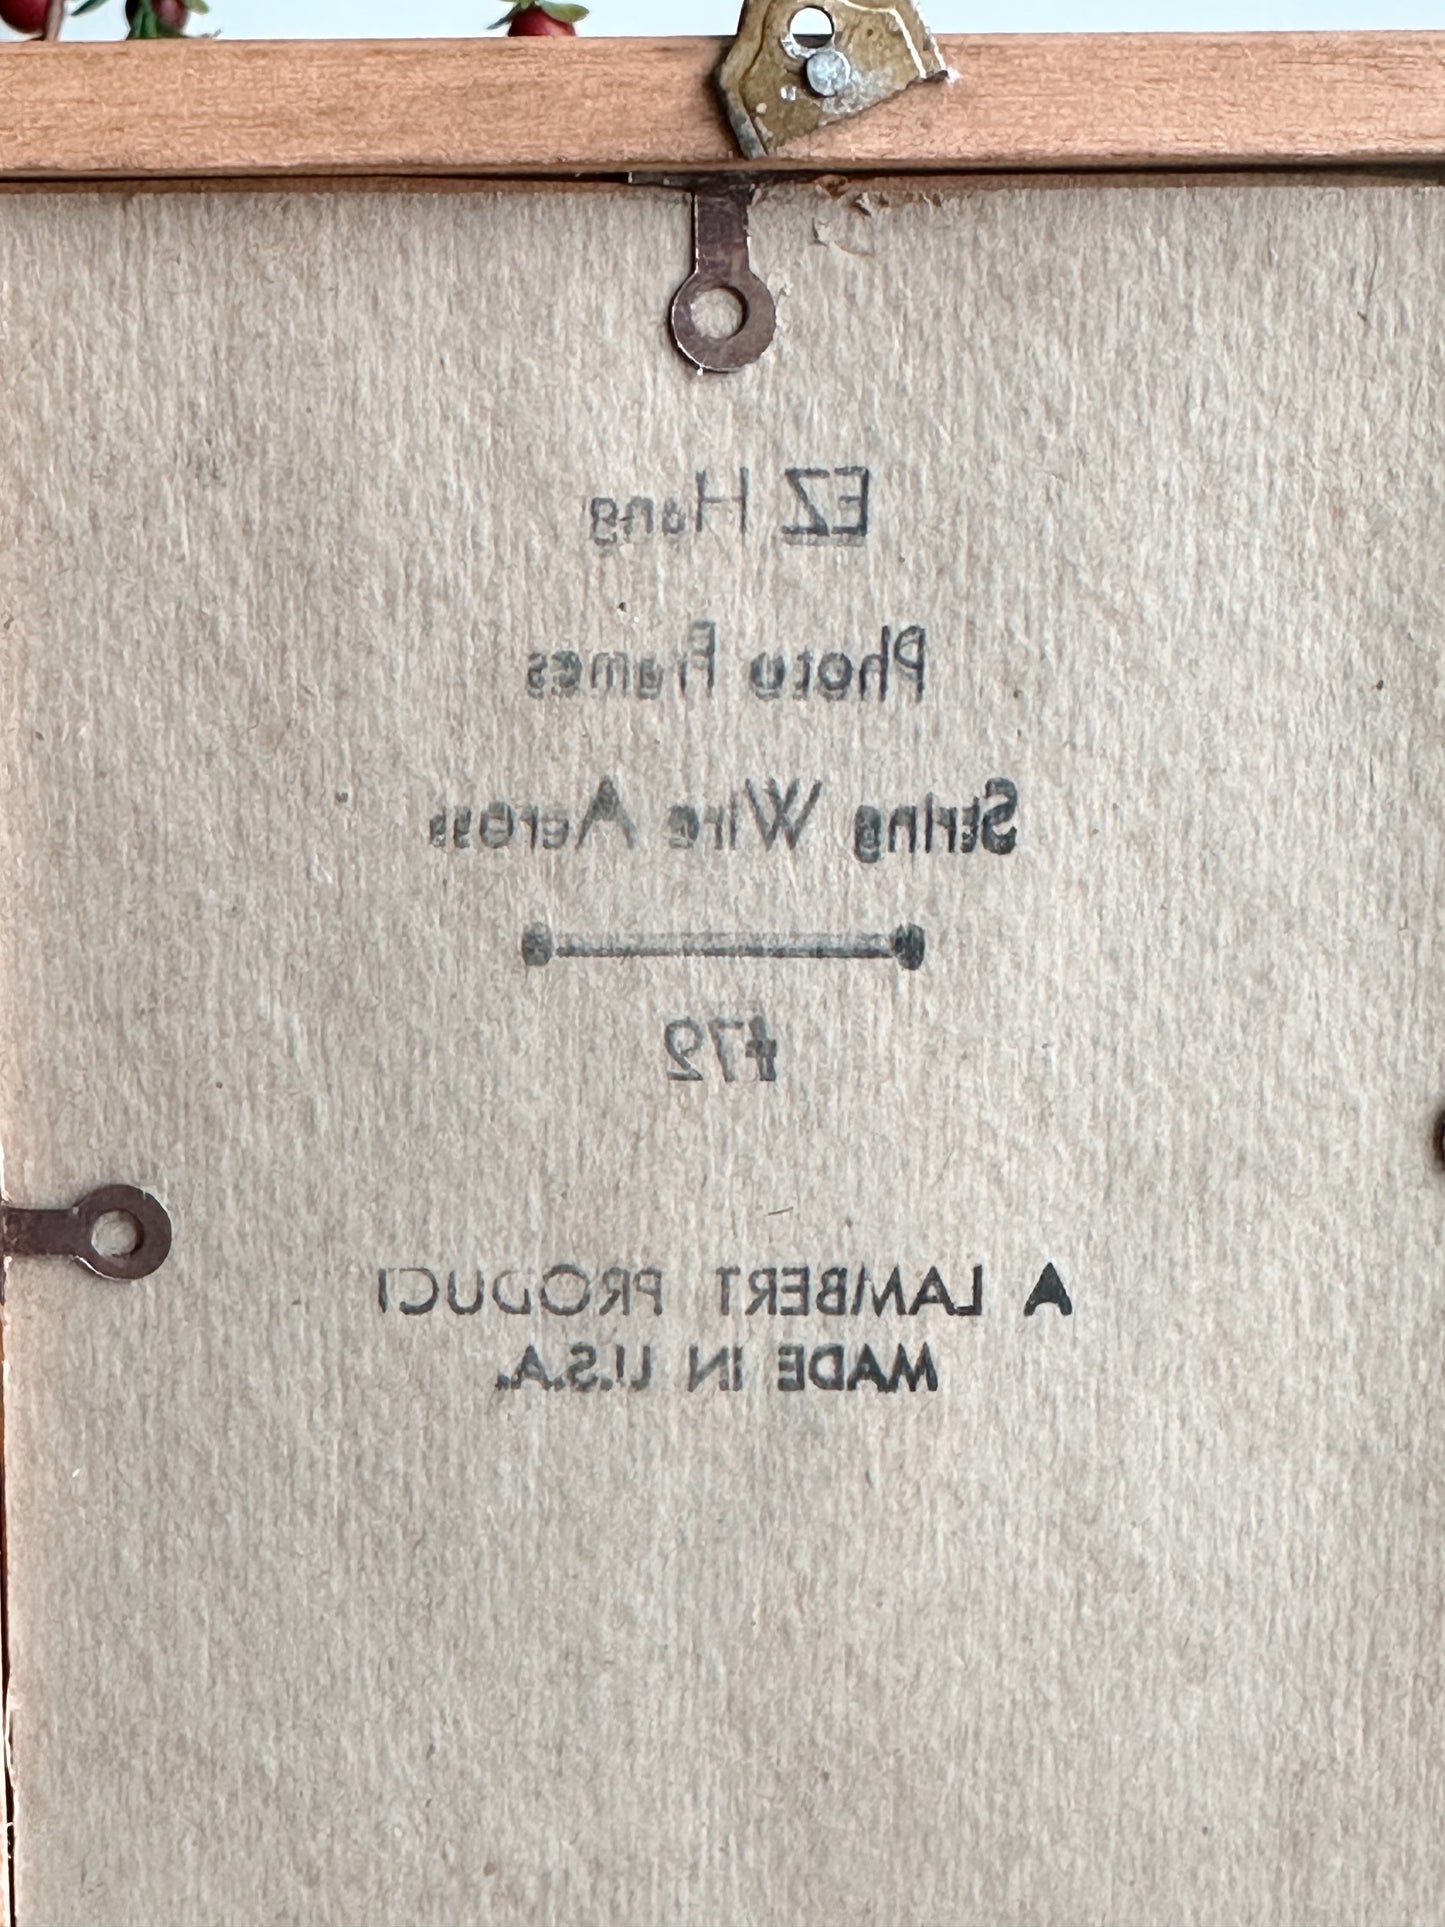 EZ Hang
Photo Frames
String Wire Across
#72
A LAMBERT PRODUCT
MADE IN U.S.A.